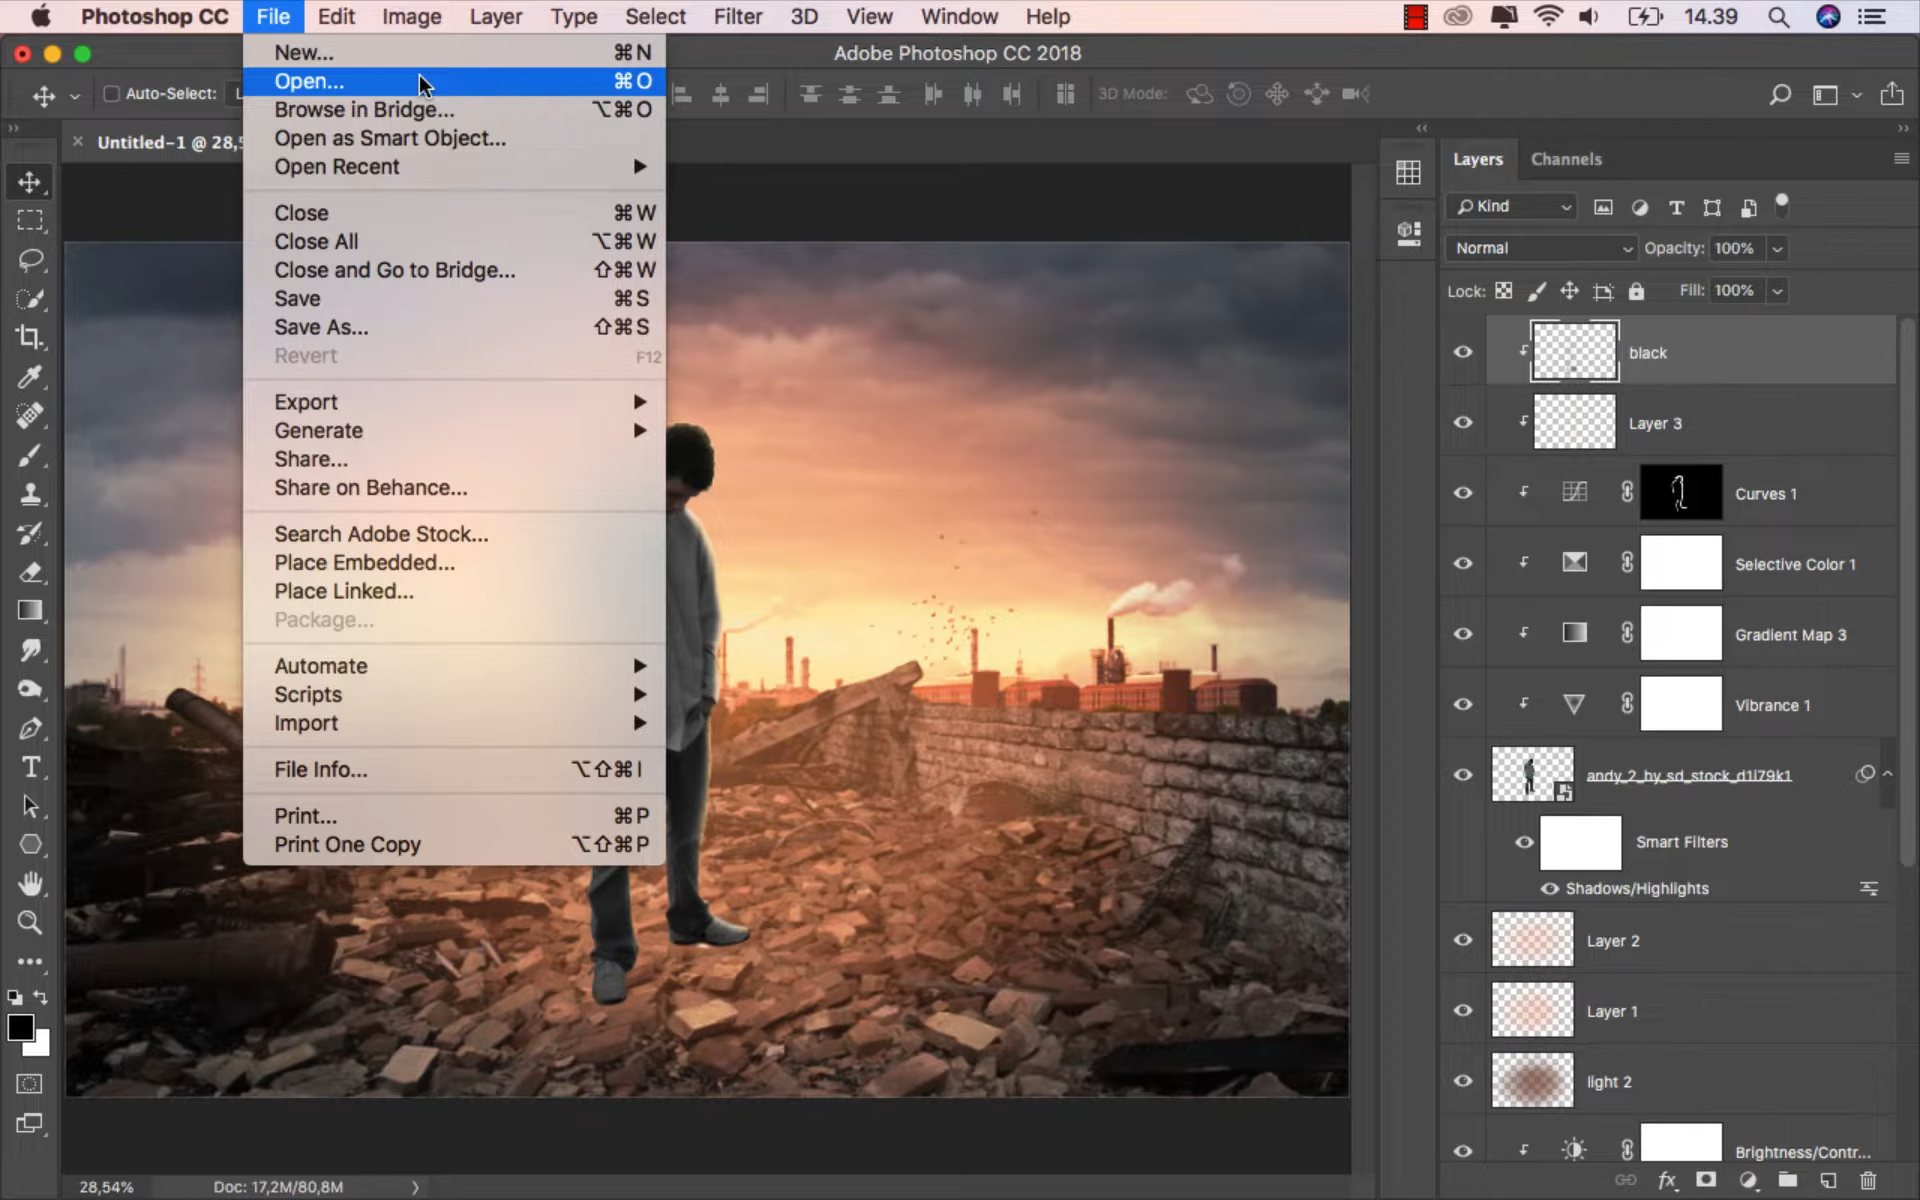 Photoshop CC File Edit Image Layer Type Select Filter 3D View Window Help 14.39
Adobe Photoshop CC 2018
Auto-Select: 3D Mode:
Untitled-1 @ 28,5
New... ⌘N
Open... ⌘O
Browse in Bridge... ⌥⌘O
Open as Smart Object...
Open Recent
Close ⌘W
Close All ⌥⌘W
Close and Go to Bridge... ⇧⌘W
Save ⌘S
Save As... ⇧⌘S
Revert F12
Export
Generate
Share...
Share on Behance...
Search Adobe Stock...
Place Embedded...
Place Linked...
Package...
Automate
Scripts
Import
File Info... ⌥⇧⌘I
Print... ⌘P
Print One Copy ⌥⇧⌘P
Layers Channels
Kind
Normal Opacity: 100%
Lock: Fill: 100%
black
Layer 3
Curves 1
Selective Color 1
Gradient Map 3
Vibrance 1
andy_2_by_sd_stock_d1l79k1
Smart Filters
Shadows/Highlights
Layer 2
Layer 1
light 2
Brightness/Contr...
28,54% Doc: 17,2M/80,8M